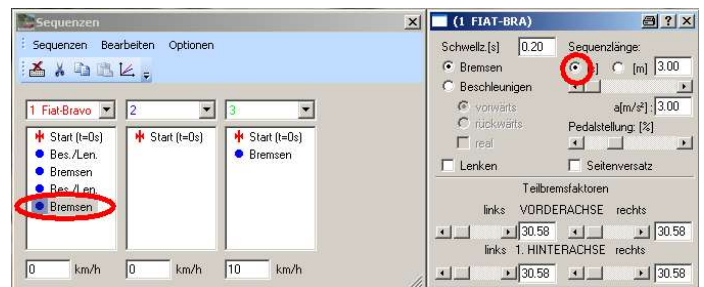 Sequenzen
Sequenzen Bearbeiten Optionen
1 Fiat-Bravo
2
3
Start (t=0s)
Bes./Len.
Bremsen
Bes./Len.
Bremsen
Start (t=0s)
Start (t=0s)
Bremsen
0 km/h
0 km/h
10 km/h
(1 FIAT-BRA)
Schwellz.[s] 0.20 Sequenzlänge:
Bremsen [m] 3.00
Beschleunigen
vorwärts a[m/s²] : 3.00
rückwärts Pedalstellung: [%]
real
Lenken Seitenversatz
Teilbremsfaktoren
links VORDERACHSE rechts
30.58 30.58
links 1. HINTERACHSE rechts
30.58 30.58